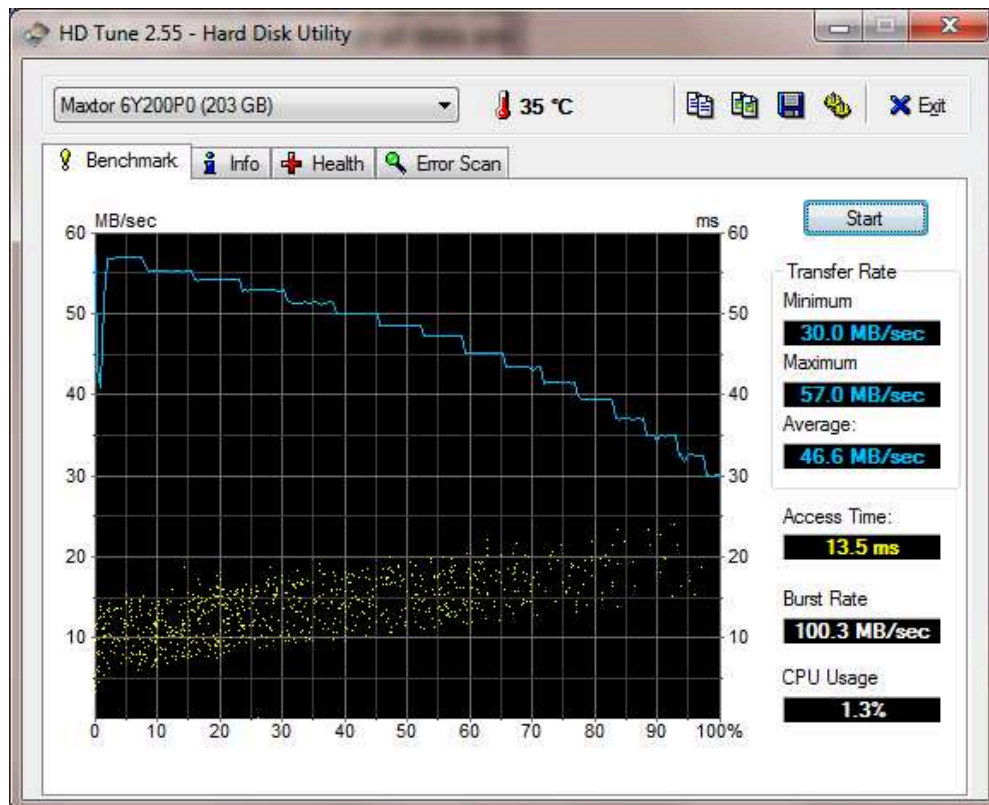 HD Tune 2.55 - Hard Disk Utility
Maxtor 6Y200P0 (203 GB)
35 °C
Exit
Benchmark
Info
Health
Error Scan
MB/sec
ms
60
50
40
30
20
10
60
50
40
30
20
10
0 10 20 30 40 50 60 70 80 90 100%
Start
Transfer Rate
Minimum
30.0 MB/sec
Maximum
57.0 MB/sec
Average:
46.6 MB/sec
Access Time:
13.5 ms
Burst Rate
100.3 MB/sec
CPU Usage
1.3%